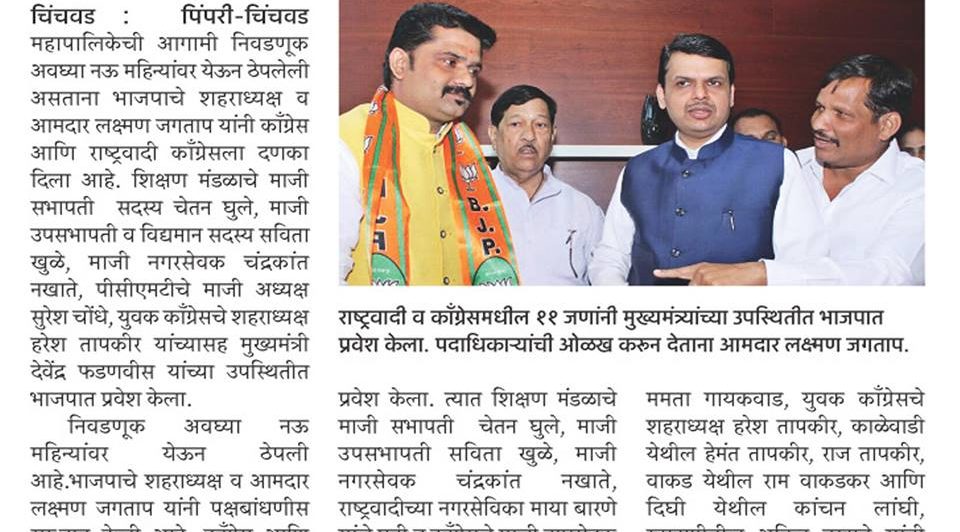 चिंचवड : पिंपरी-चिंचवड
महापालिकेची आगामी निवडणूक
अवघ्या नऊ महिन्यांवर येऊन ठेपलेली
असताना भाजपाचे शहराध्यक्ष व
आमदार लक्ष्मण जगताप यांनी काँग्रेस
आणि राष्ट्रवादी काँग्रेसला दणका
दिला आहे. शिक्षण मंडळाचे माजी
सभापती सदस्य चेतन घुले, माजी
उपसभापती व विद्यमान सदस्य सविता
खुळे, माजी नगरसेवक चंद्रकांत
नखाते, पीसीएमटीचे माजी अध्यक्ष
सुरेश चोंधे, युवक काँग्रेसचे शहराध्यक्ष
हरेश तापकीर यांच्यासह मुख्यमंत्री
देवेंद्र फडणवीस यांच्या उपस्थितीत
भाजपात प्रवेश केला.
निवडणूक अवघ्या नऊ
महिन्यांवर येऊन ठेपली
आहे.भाजपाचे शहराध्यक्ष व आमदार
लक्ष्मण जगताप यांनी पक्षबांधणीस
B.J.P.
राष्ट्रवादी व काँग्रेसमधील ११ जणांनी मुख्यमंत्र्यांच्या उपस्थितीत भाजपात
प्रवेश केला. पदाधिकाऱ्यांची ओळख करून देताना आमदार लक्ष्मण जगताप.
प्रवेश केला. त्यात शिक्षण मंडळाचे
माजी सभापती चेतन घुले, माजी
उपसभापती सविता खुळे, माजी
नगरसेवक चंद्रकांत नखाते,
राष्ट्रवादीच्या नगरसेविका माया बारणे
ममता गायकवाड, युवक काँग्रेसचे
शहराध्यक्ष हरेश तापकीर, काळेवाडी
येथील हेमंत तापकीर, राज तापकीर,
वाकड येथील राम वाकडकर आणि
दिघी येथील कांचन लांघी,